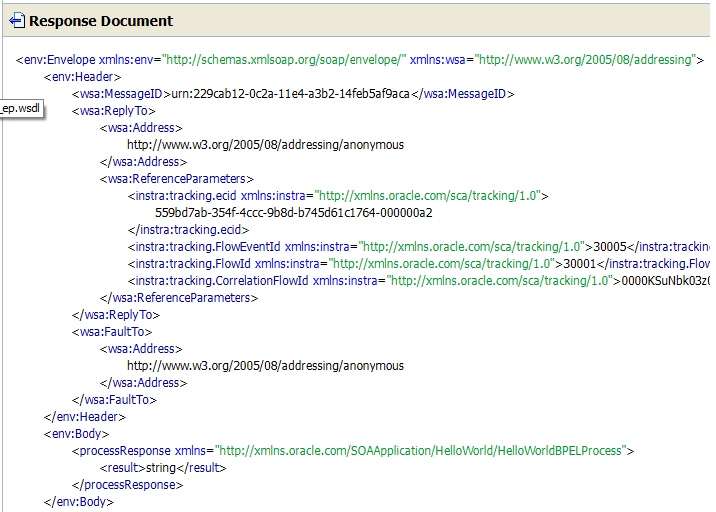 Response Document
<env:Envelope xmlns:env="http://schemas.xmlsoap.org/soap/envelope/" xmlns:wsa="http://www.w3.org/2005/08/addressing">
<env:Header>
<wsa:MessageID>urn:229cab12-0c2a-11e4-a3b2-14feb5af9aca</wsa:MessageID>
_ep.wsdl
<wsa:ReplyTo>
<wsa:Address>
http://www.w3.org/2005/08/addressing/anonymous
</wsa:Address>
<wsa:ReferenceParameters>
<instra:tracking.ecid xmlns:instra="http://xmlns.oracle.com/sca/tracking/1.0">
559bd7ab-354f-4ccc-9b8d-b745d61c1764-000000a2
</instra:tracking.ecid>
<instra:tracking.FlowEventId xmlns:instra="http://xmlns.oracle.com/sca/tracking/1.0">30005</instra:tracking
<instra:tracking.FlowId xmlns:instra="http://xmlns.oracle.com/sca/tracking/1.0">30001</instra:tracking.Flow
<instra:tracking.CorrelationFlowId xmlns:instra="http://xmlns.oracle.com/sca/tracking/1.0">0000KSuNbk03z0
</wsa:ReferenceParameters>
</wsa:ReplyTo>
<wsa:FaultTo>
<wsa:Address>
http://www.w3.org/2005/08/addressing/anonymous
</wsa:Address>
</wsa:FaultTo>
</env:Header>
<env:Body>
<processResponse xmlns="http://xmlns.oracle.com/SOAApplication/HelloWorld/HelloWorldBPELProcess">
<result>string</result>
</processResponse>
</env:Body>